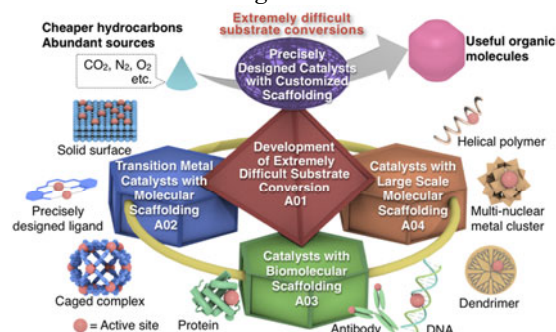 Extremely difficult
substrate conversions
Cheaper hydrocarbons
Abundant sources
CO2, N2, O2
etc.
Precisely
Designed Catalysts
with Customized
Scaffolding
Useful organic
molecules
Solid surface
Helical polymer
Development
of Extremely
Difficult Substrate
Conversion
A01
Transition Metal
Catalysts with
Molecular
Scaffolding
A02
Catalysts with
Large Scale
Molecular
Scaffolding
A04
Precisely
designed ligand
Multi-nuclear
metal cluster
Catalysts with
Biomolecular
Scaffolding
A03
Caged complex
Dendrimer
= Active site
Protein
Antibody
DNA